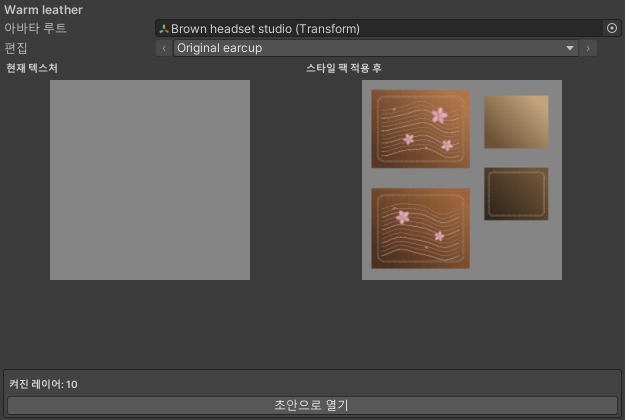 Warm leather
아바타 루트
Brown headset studio (Transform)
편집
Original earcup
현재 텍스처
스타일 팩 적용 후
켜진 레이어: 10
초안으로 열기